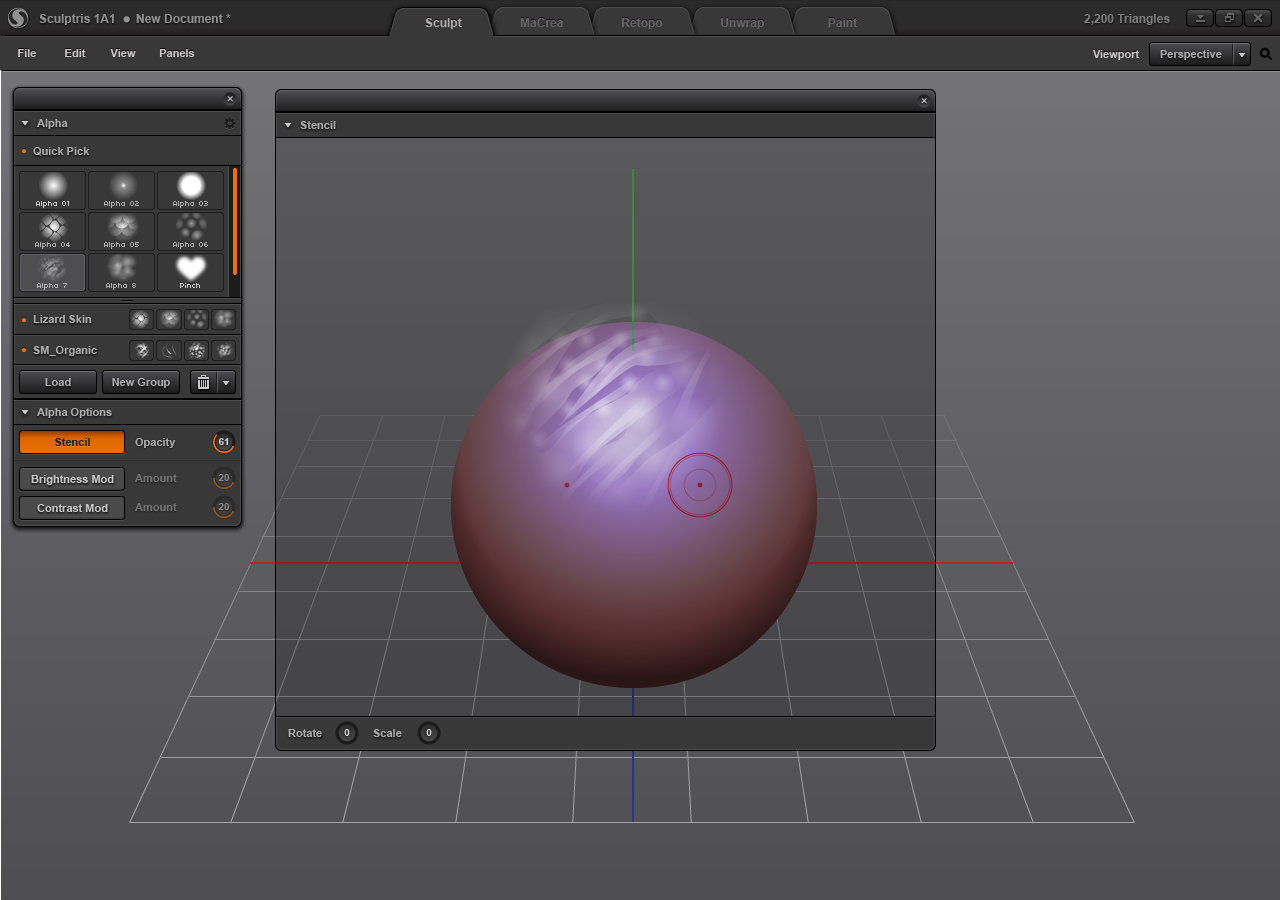 Sculptris 1A1 ● New Document *
Sculpt
MaCrea
Retopo
Unwrap
Paint
2,200 Triangles
File
Edit
View
Panels
Viewport
Perspective
Alpha
Quick Pick
Alpha 01
Alpha 02
Alpha 03
Alpha 04
Alpha 05
Alpha 06
Alpha 7
Alpha 8
Pinch
Lizard Skin
SM_Organic
Load
New Group
Alpha Options
Stencil
Opacity
61
Brightness Mod
Amount
20
Contrast Mod
Amount
20
Stencil
Rotate
0
Scale
0